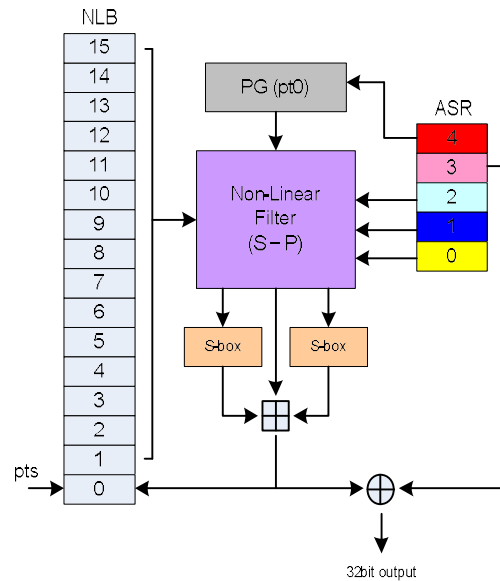 NLB
15
14
13
12
11
10
9
8
7
6
5
4
3
2
1
0
pts
PG (pt0)
Non-Linear
Filter
(S – P)
S-box
S-box
ASR
4
3
2
1
0
32bit output